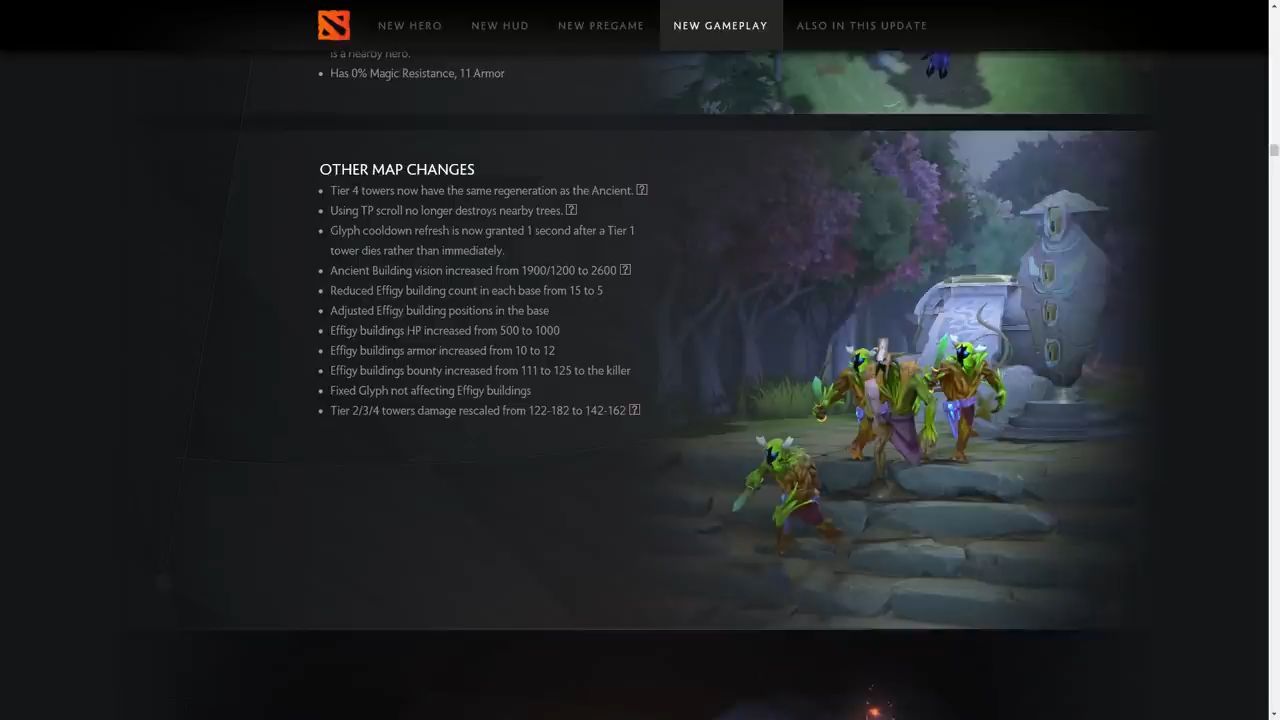 NEW HERO NEW HUD NEW PREGAME NEW GAMEPLAY ALSO IN THIS UPDATE
is a nearby hero.
• Has 0% Magic Resistance, 11 Armor
OTHER MAP CHANGES
• Tier 4 towers now have the same regeneration as the Ancient.
• Using TP scroll no longer destroys nearby trees.
• Glyph cooldown refresh is now granted 1 second after a Tier 1
tower dies rather than immediately.
• Ancient Building vision increased from 1900/1200 to 2600
• Reduced Effigy building count in each base from 15 to 5
• Adjusted Effigy building positions in the base
• Effigy buildings HP increased from 500 to 1000
• Effigy buildings armor increased from 10 to 12
• Effigy buildings bounty increased from 111 to 125 to the killer
• Fixed Glyph not affecting Effigy buildings
• Tier 2/3/4 towers damage rescaled from 122-182 to 142-162